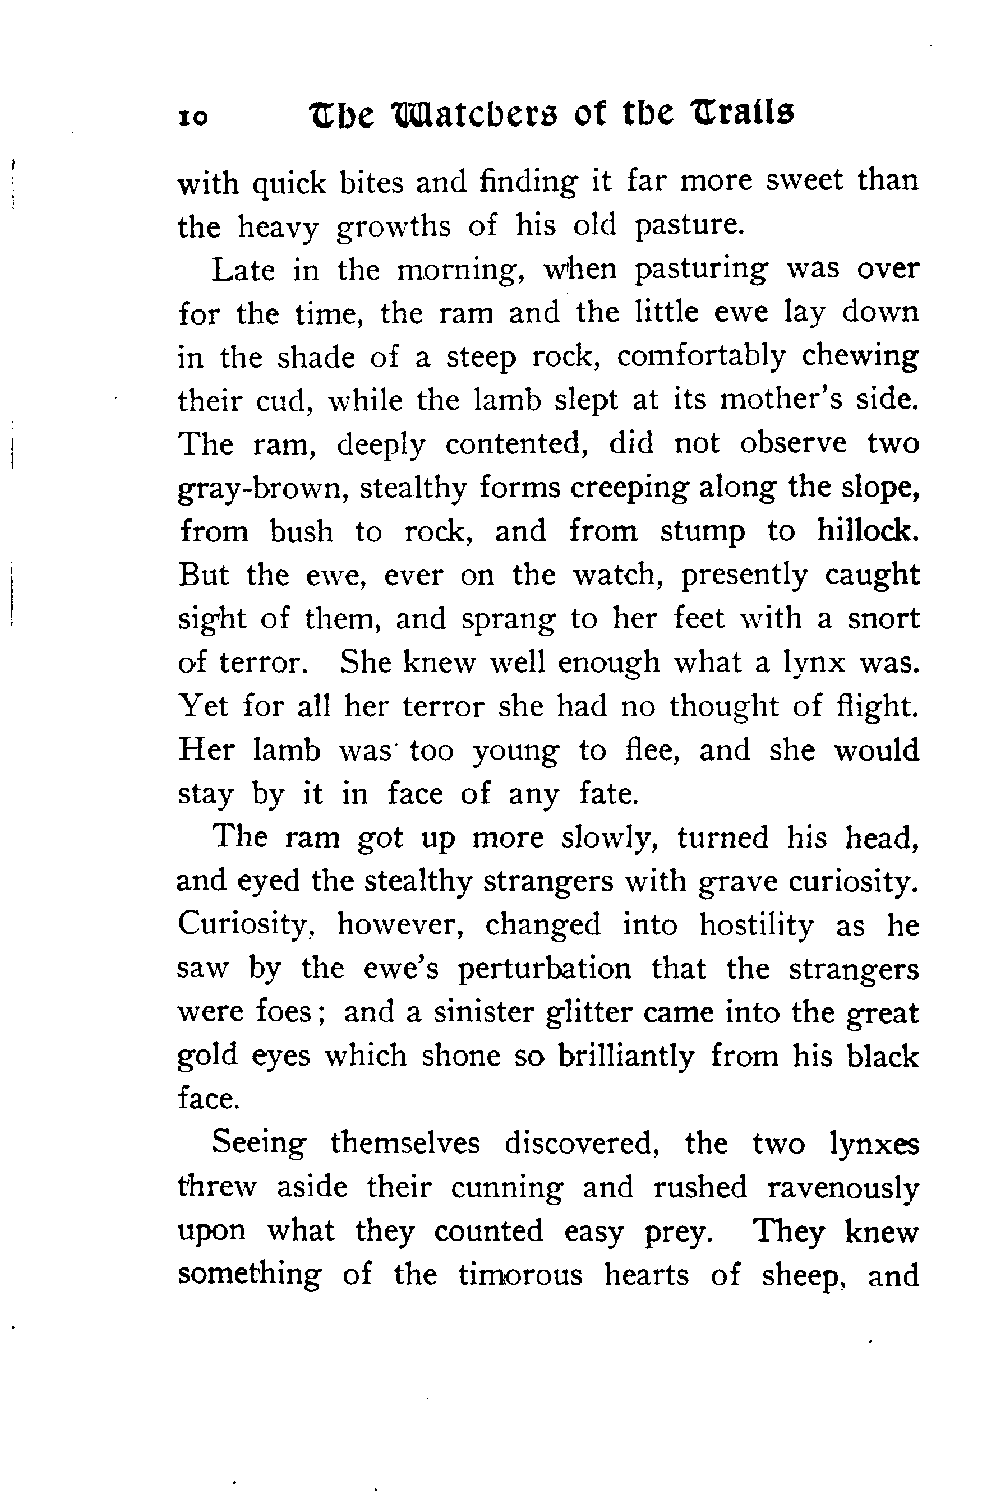 10 The Watchers of the Trails
with quick bites and finding it far more sweet than
the heavy growths of his old pasture.
Late in the morning, when pasturing was over
for the time, the ram and the little ewe lay down
in the shade of a steep rock, comfortably chewing
their cud, while the lamb slept at its mother's side.
The ram, deeply contented, did not observe two
gray-brown, stealthy forms creeping along the slope,
from bush to rock, and from stump to hillock.
But the ewe, ever on the watch, presently caught
sight of them, and sprang to her feet with a snort
of terror. She knew well enough what a lynx was.
Yet for all her terror she had no thought of flight.
Her lamb was too young to flee, and she would
stay by it in face of any fate.
The ram got up more slowly, turned his head,
and eyed the stealthy strangers with grave curiosity.
Curiosity, however, changed into hostility as he
saw by the ewe's perturbation that the strangers
were foes; and a sinister glitter came into the great
gold eyes which shone so brilliantly from his black
face.
Seeing themselves discovered, the two lynxes
threw aside their cunning and rushed ravenously
upon what they counted easy prey. They knew
something of the timorous hearts of sheep, and